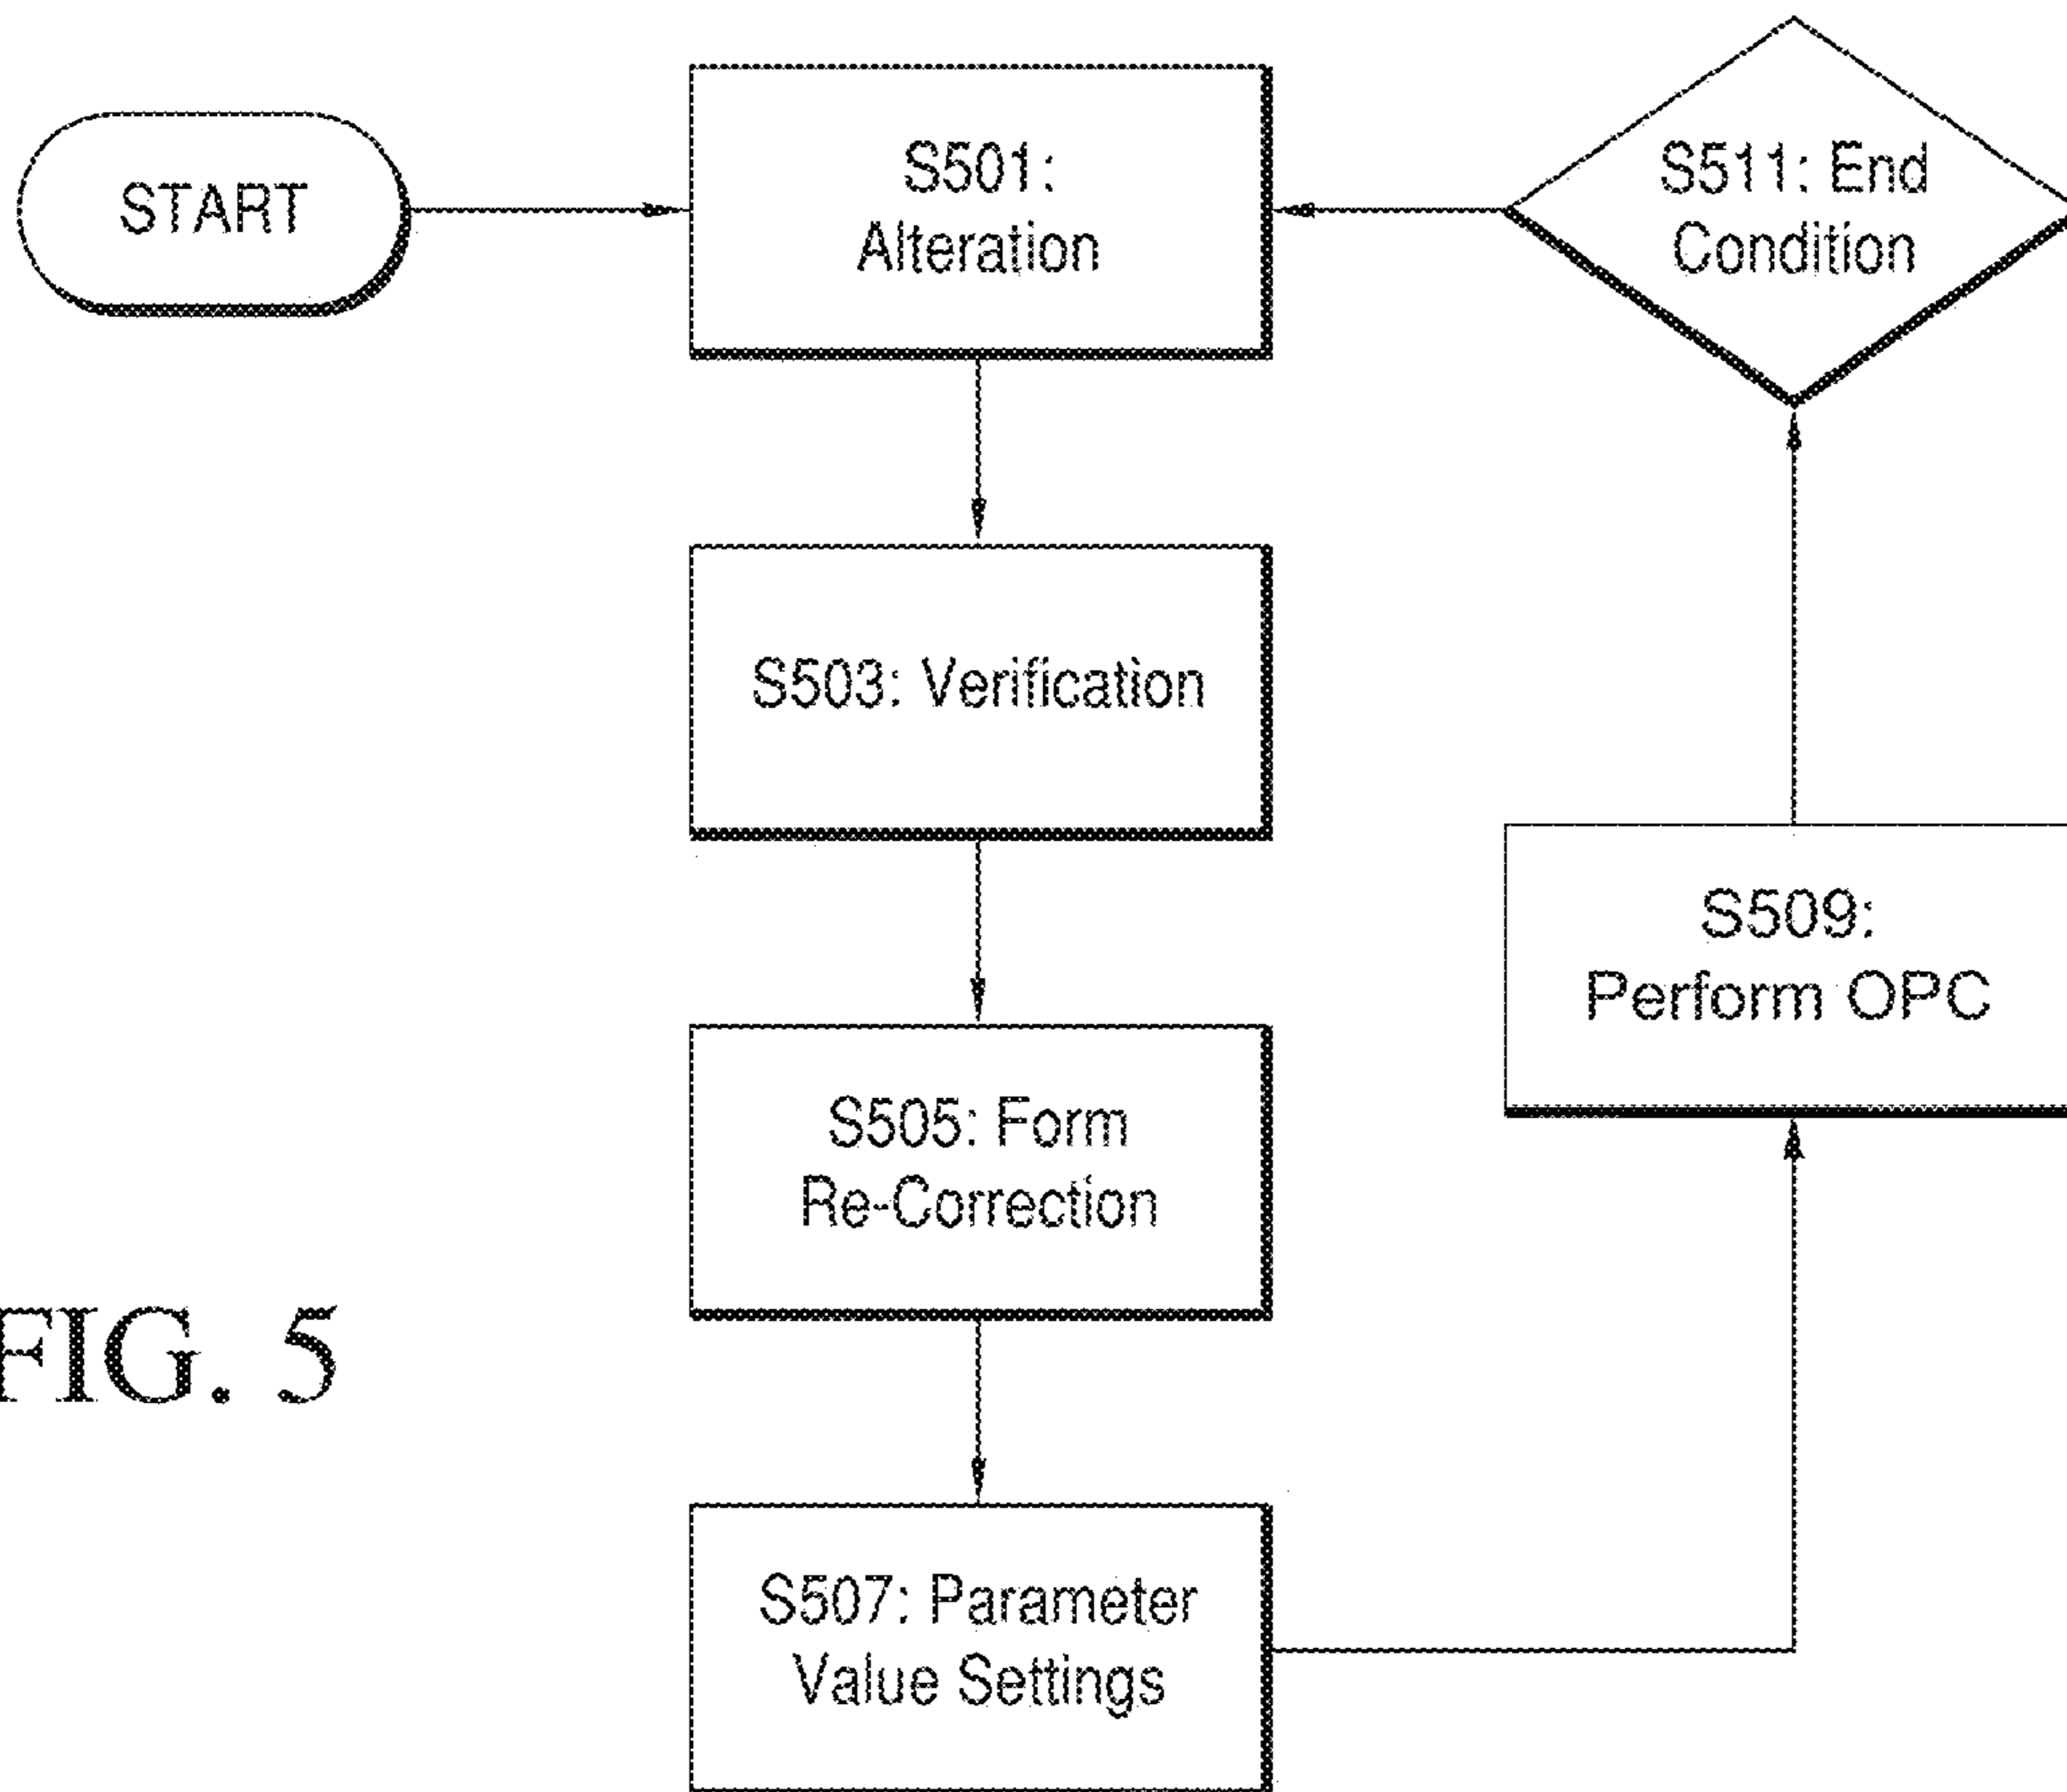 START
S501:
Alteration
S511: End
Condition
S503: Verification
S509:
Perform OPC
S505: Form
Re-Correction
FIG. 5
S507: Parameter
Value Settings